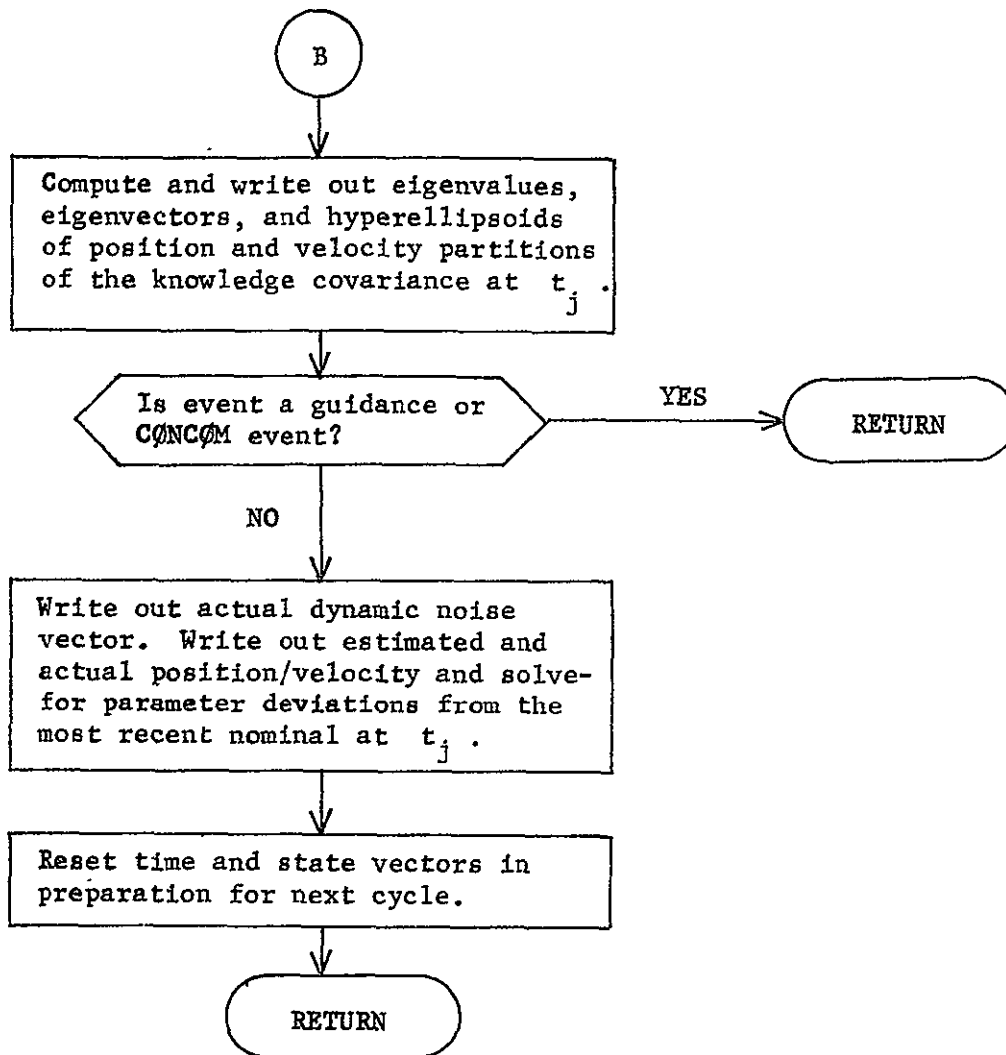 B
Compute and write out eigenvalues,
eigenvectors, and hyperellipsoids
of position and velocity partitions
of the knowledge covariance at t_j .
Is event a guidance or
CØNCØM event?
YES
RETURN
NO
Write out actual dynamic noise
vector. Write out estimated and
actual position/velocity and solve-
for parameter deviations from the
most recent nominal at t_j .
Reset time and state vectors in
preparation for next cycle.
RETURN